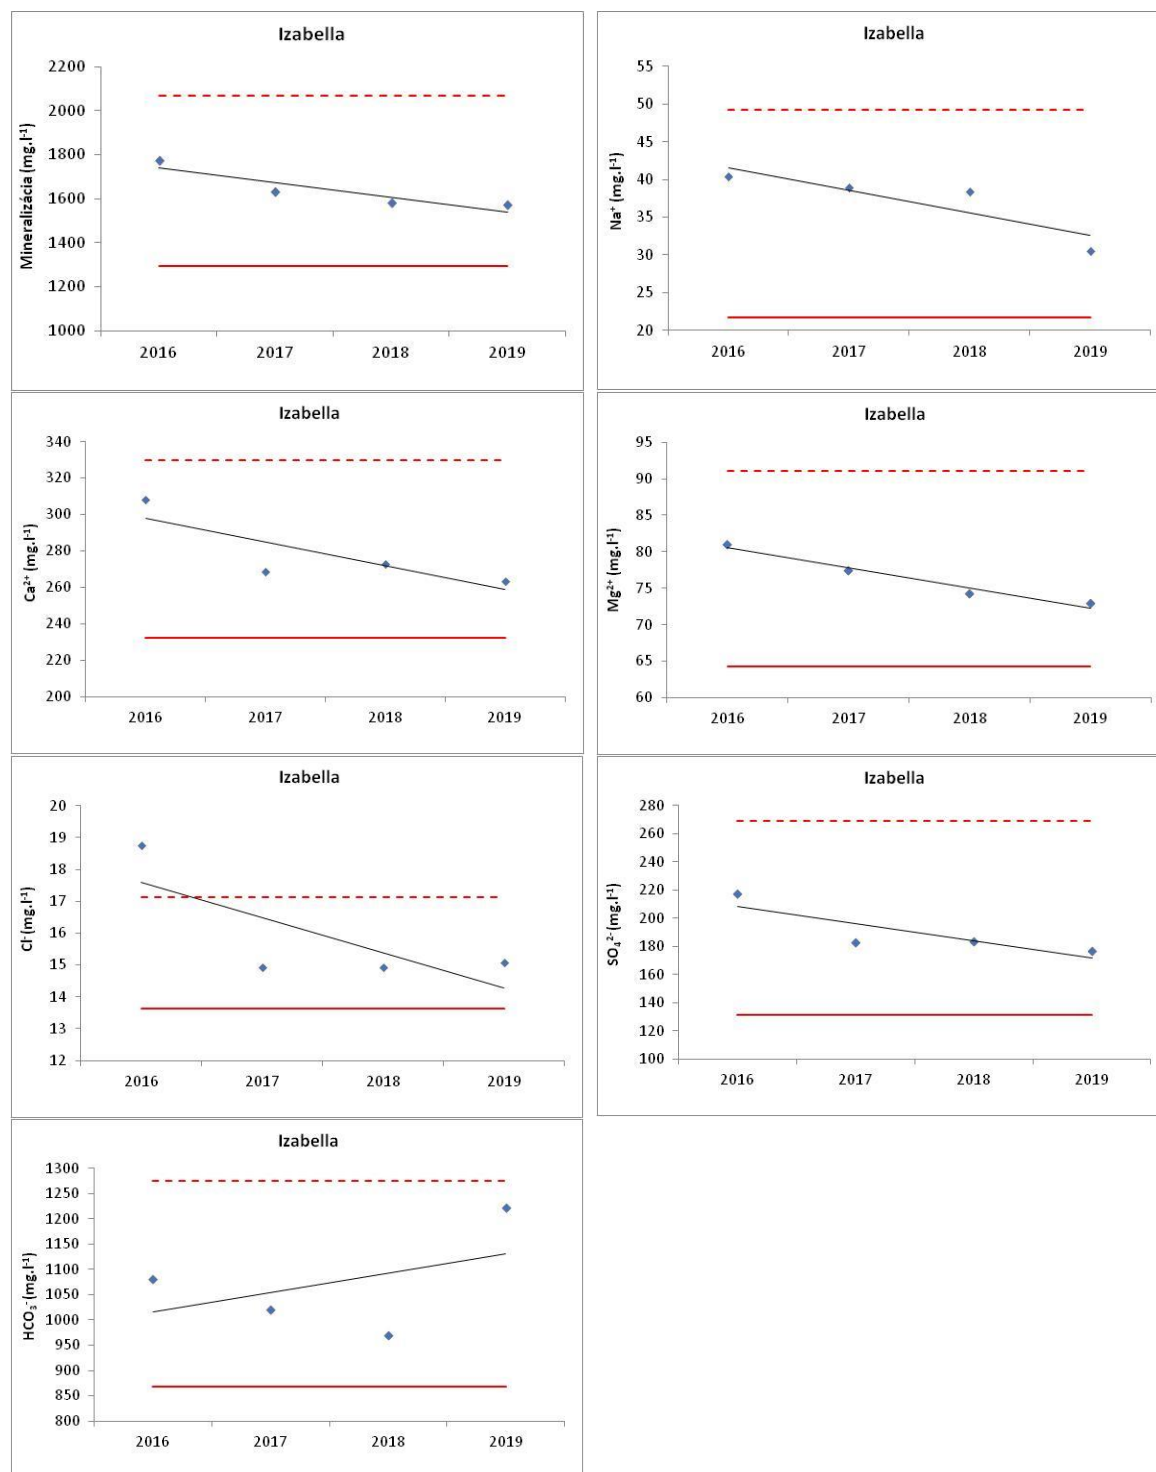 Izabella
Mineralizácia (mg.l-1)
2200
2000
1800
1600
1400
1200
1000
2016 2017 2018 2019
Izabella
Na+ (mg.l-1)
55
50
45
40
35
30
25
20
2016 2017 2018 2019
Izabella
Ca2+ (mg.l-1)
340
320
300
280
260
240
220
200
2016 2017 2018 2019
Izabella
Mg2+ (mg.l-1)
95
90
85
80
75
70
65
60
2016 2017 2018 2019
Izabella
Cl- (mg.l-1)
20
19
18
17
16
15
14
13
12
2016 2017 2018 2019
Izabella
SO42- (mg.l-1)
280
260
240
220
200
180
160
140
120
100
2016 2017 2018 2019
Izabella
HCO3- (mg.l-1)
1300
1250
1200
1150
1100
1050
1000
950
900
850
800
2016 2017 2018 2019